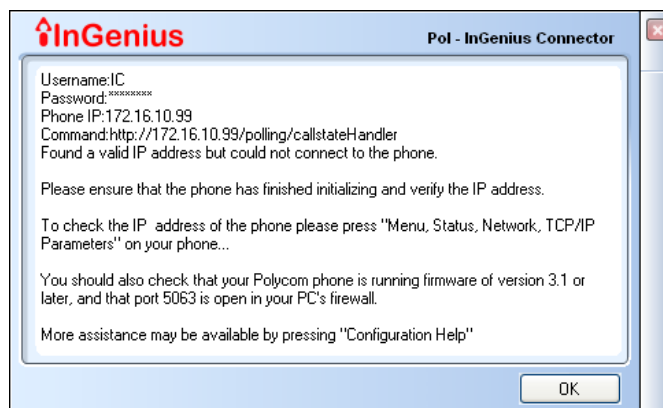 InGenius
Pol - InGenius Connector
Username:IC
Password:********
Phone IP:172.16.10.99
Command:http://172.16.10.99/polling/callstateHandler
Found a valid IP address but could not connect to the phone.
Please ensure that the phone has finished initializing and verify the IP address.
To check the IP address of the phone please press "Menu, Status, Network, TCP/IP
Parameters" on your phone...
You should also check that your Polycom phone is running firmware of version 3.1 or
later, and that port 5063 is open in your PC's firewall.
More assistance may be available by pressing "Configuration Help"
OK